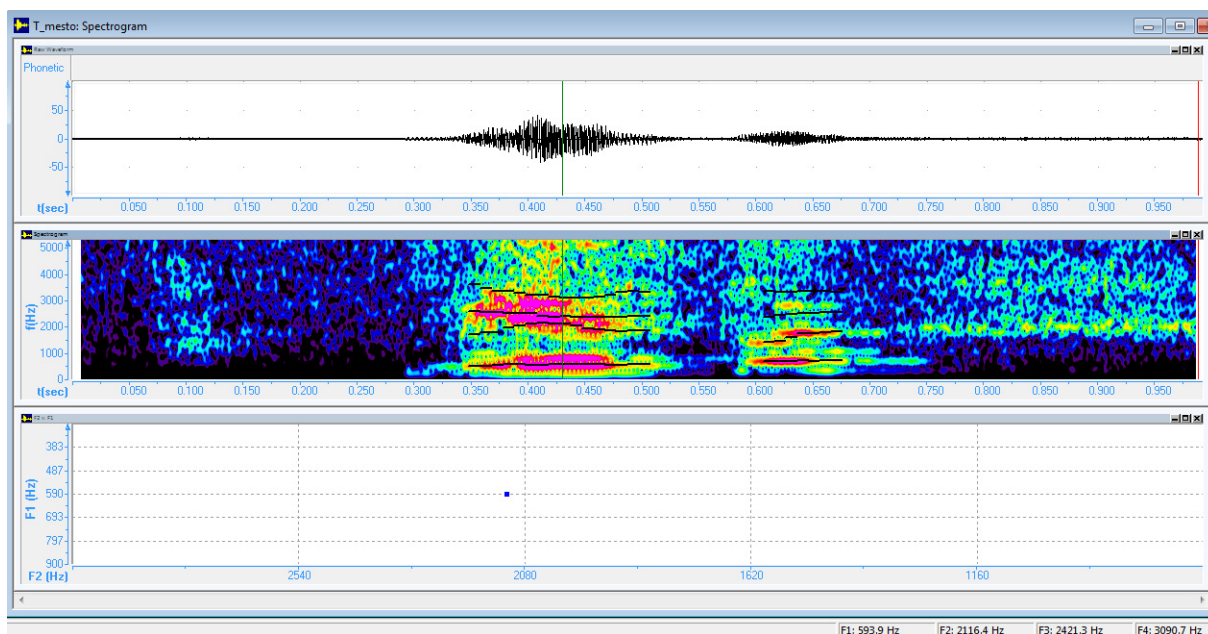 T_mesto: Spectrogram
Raw Waveform
Phonetic
50
0
-50
t(sec) 0.050 0.100 0.150 0.200 0.250 0.300 0.350 0.400 0.450 0.500 0.550 0.600 0.650 0.700 0.750 0.800 0.850 0.900 0.950
Spectrogram
5000
4000
3000
2000
1000
0
f(Hz)
t(sec) 0.050 0.100 0.150 0.200 0.250 0.300 0.350 0.400 0.450 0.500 0.550 0.600 0.650 0.700 0.750 0.800 0.850 0.900 0.950
383
487
590
693
797
900
F1 (Hz)
F2 (Hz) 2540 2080 1620 1160
F1: 593.9 Hz F2: 2116.4 Hz F3: 2421.3 Hz F4: 3090.7 Hz